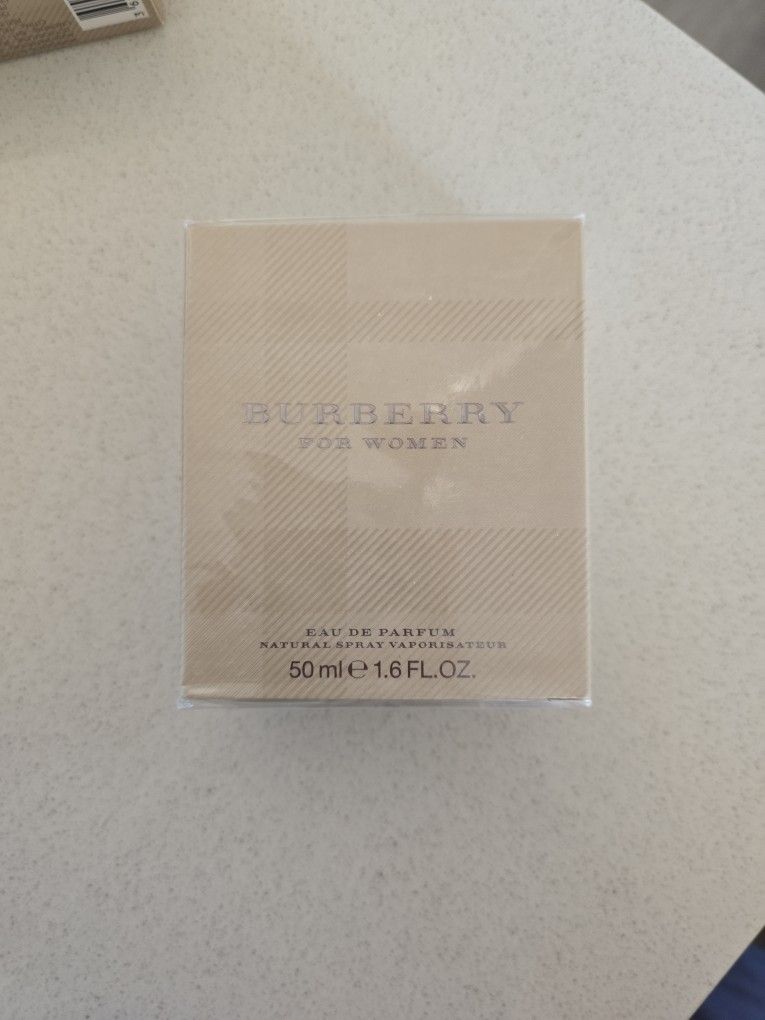 BURBERRY
FOR WOMEN
EAU DE PARFUM
NATURAL SPRAY VAPORISATEUR
50 ml ℮ 1.6 FL.OZ.